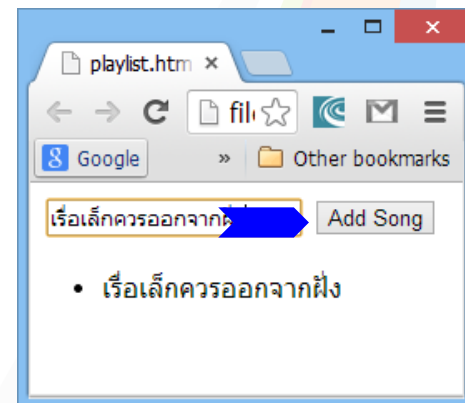 playlist.htm
fil
8 Google » Other bookmarks
เรื่อเล็กควรออกจาก Add Song
• เรื่อเล็กควรออกจากฝั่ง